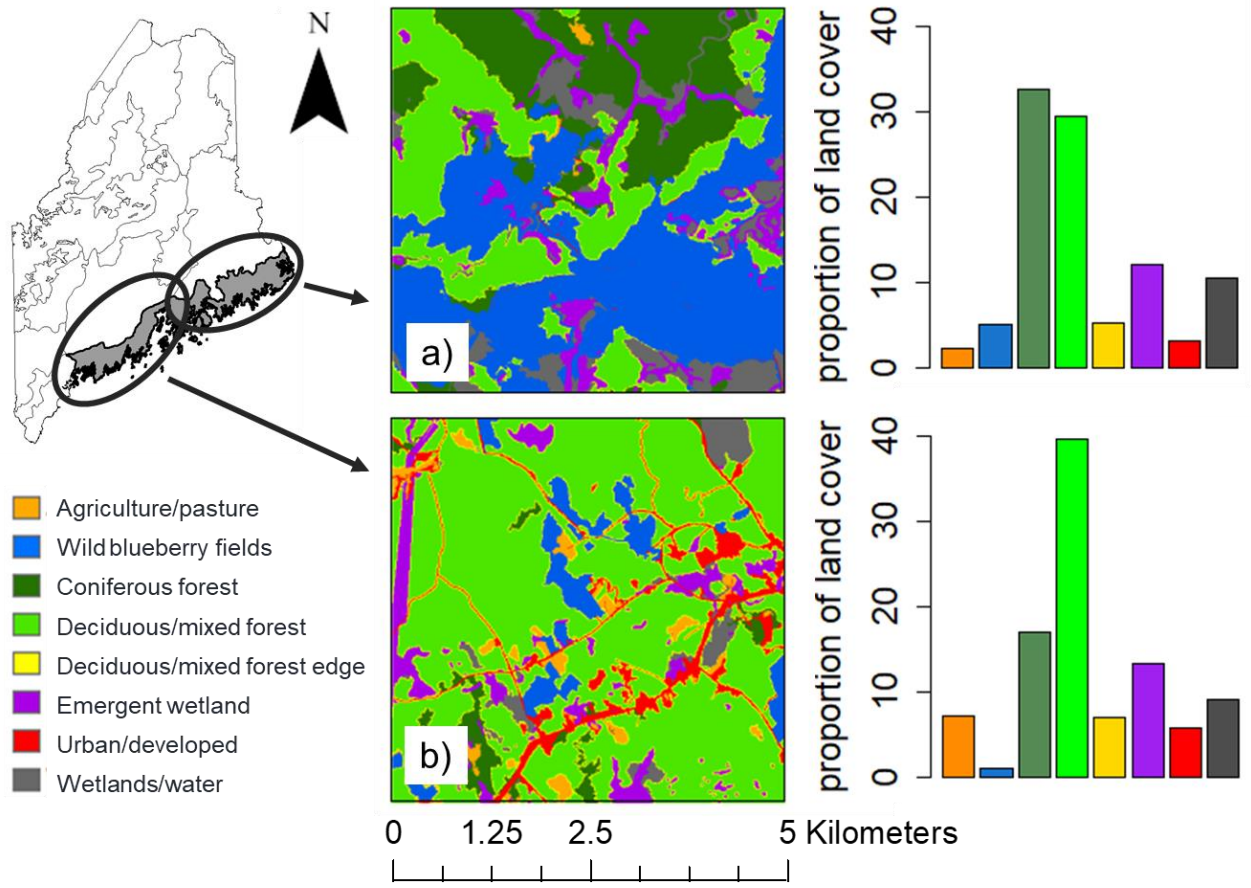 N
a)
proportion of land cover
0 10 20 30 40
b)
proportion of land cover
0 10 20 30 40
Agriculture/pasture
Wild blueberry fields
Coniferous forest
Deciduous/mixed forest
Deciduous/mixed forest edge
Emergent wetland
Urban/developed
Wetlands/water
0 1.25 2.5 5 Kilometers